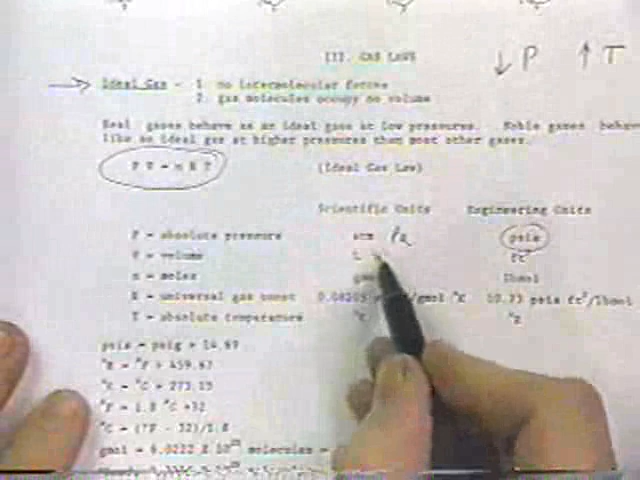 III. GAS LAWS
↓ P ↑ T
Ideal Gas - 1. no intermolecular forces
2. gas molecules occupy no volume
Real gases behave as an ideal gas at low pressures. Noble gases behav
like an ideal gas at higher pressures than most other gases.
P V = n R T (Ideal Gas Law)
Scientific Units Engineering Units
P = absolute pressure atm Pa psia
V = volume L ft³
n = moles lbmol
R = universal gas const 0.08205 /gmol °K 10.73 psia ft³/lbmol
T = absolute temperature
psia = psig + 14.69
°R = °F + 459.67
°K = °C + 273.15
°F = 1.8 °C +32
°C = (°F - 32)/1.8
gmol = 6.0222 X 10²³ molecules =